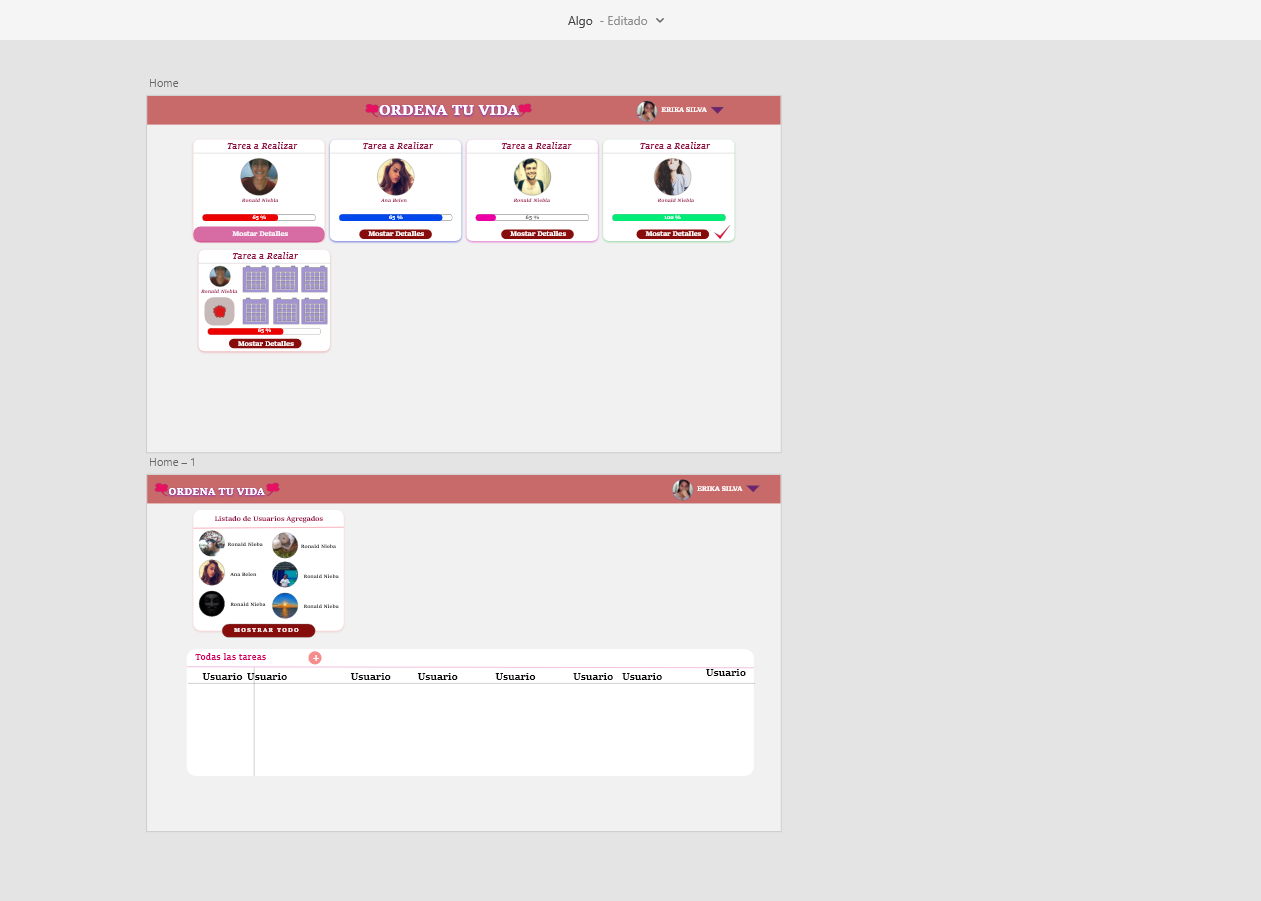 Algo - Editado
Home
ORDENA TU VIDA
ERIKA SILVA
Tarea a Realizar
Tarea a Realizar
Tarea a Realizar
Tarea a Realizar
Ronald Niebla
Ana Belen
Ronald Niebla
Ronald Niebla
65 %
65 %
65 %
100 %
Mostar Detalles
Mostar Detalles
Mostar Detalles
Mostar Detalles
Tarea a Realiar
Ronald Niebla
65 %
Mostar Detalles
Home – 1
ORDENA TU VIDA
ERIKA SILVA
Listado de Usuarios Agregados
Ronald Nieba
Ronald Nieba
Ana Belen
Ronald Nieba
Ronald Nieba
Ronald Nieba
MOSTRAR TODO
Todas las tareas
Usuario Usuario Usuario Usuario Usuario Usuario Usuario Usuario